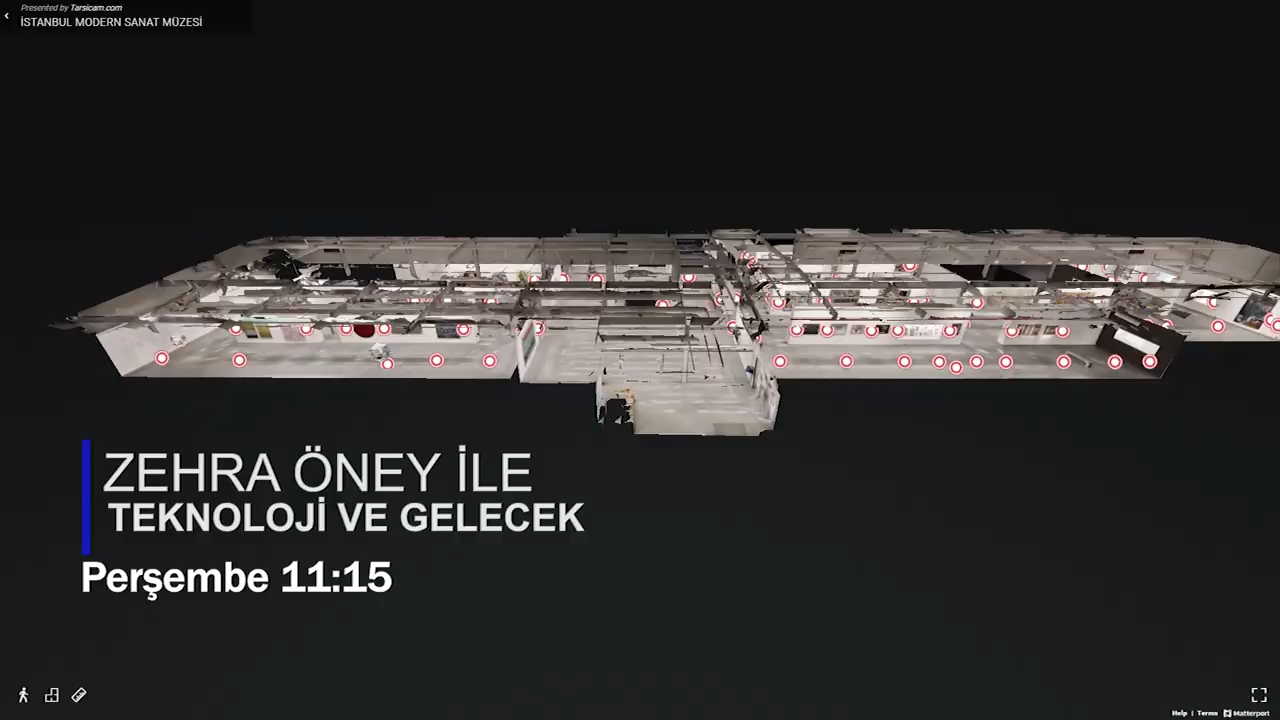 Presented by Tarsicam.com
İSTANBUL MODERN SANAT MÜZESİ
ZEHRA ÖNEY İLE
TEKNOLOJİ VE GELECEK
Perşembe 11:15
Help | Terms Matterport